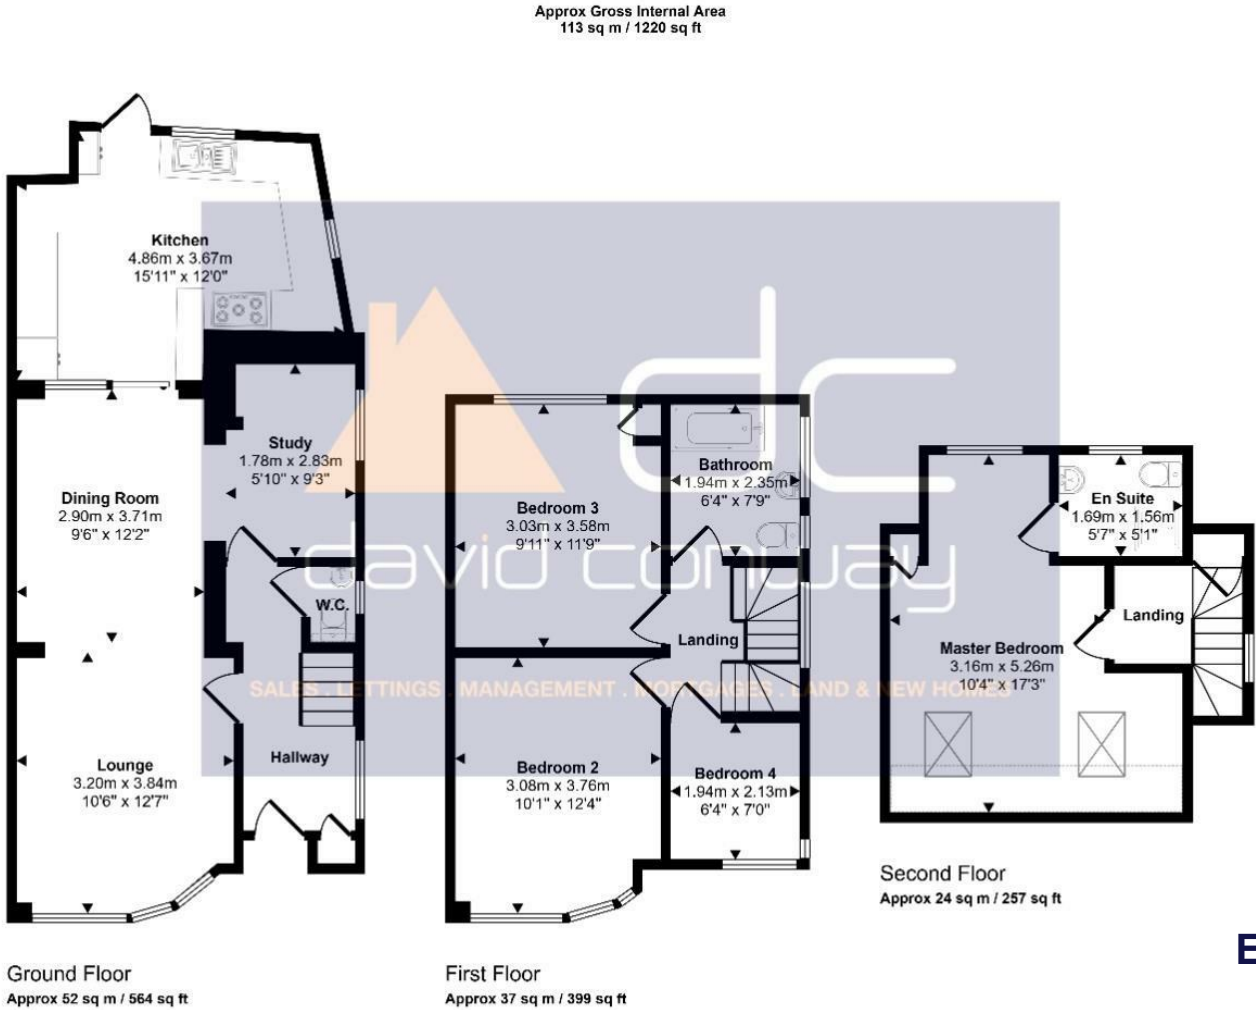 Approx Gross Internal Area
113 sq m / 1220 sq ft
Kitchen
4.86m x 3.67m
15'11" x 12'0"
Study
1.78m x 2.83m
5'10" x 9'3"
Dining Room
2.90m x 3.71m
9'6" x 12'2"
W.C.
Lounge
3.20m x 3.84m
10'6" x 12'7"
Hallway
Ground Floor
Approx 52 sq m / 564 sq ft
Bedroom 3
3.03m x 3.58m
9'11" x 11'9"
Bathroom
1.94m x 2.35m
6'4" x 7'9"
Landing
Bedroom 2
3.08m x 3.76m
10'1" x 12'4"
Bedroom 4
1.94m x 2.13m
6'4" x 7'0"
First Floor
Approx 37 sq m / 399 sq ft
En Suite
1.69m x 1.56m
5'7" x 5'1"
Landing
Master Bedroom
3.16m x 5.26m
10'4" x 17'3"
Second Floor
Approx 24 sq m / 257 sq ft
dc
david conway
SALES . LETTINGS . MANAGEMENT . MORTGAGES . LAND & NEW HOMES
E